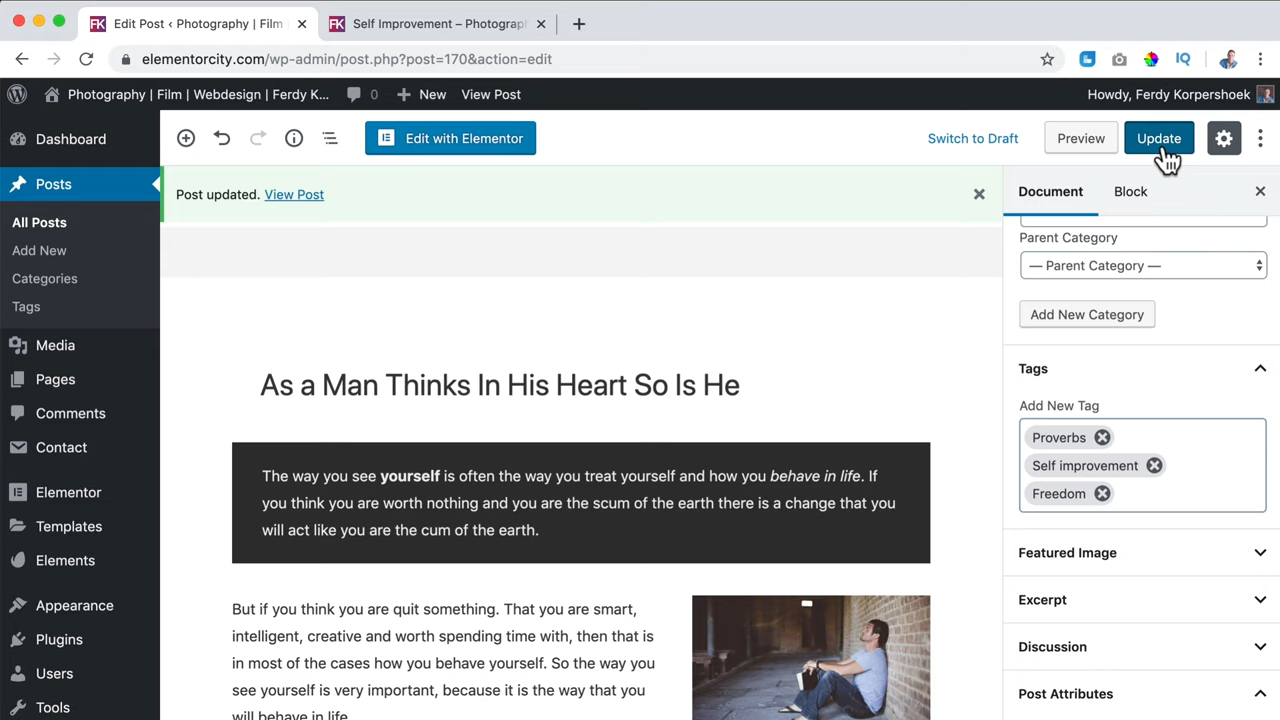 FK Edit Post ‹ Photography | Film
FK Self Improvement – Photograp
elementorcity.com/wp-admin/post.php?post=170&action=edit
IQ
Photography | Film | Webdesign | Ferdy K...
0
New
View Post
Howdy, Ferdy Korpershoek
Dashboard
Posts
All Posts
Add New
Categories
Tags
Media
Pages
Comments
Contact
Elementor
Templates
Elements
Appearance
Plugins
Users
Tools
Edit with Elementor
Switch to Draft
Preview
Update
Post updated. View Post
As a Man Thinks In His Heart So Is He
The way you see yourself is often the way you treat yourself and how you behave in life. If
you think you are worth nothing and you are the scum of the earth there is a change that you
will act like you are the cum of the earth.
But if you think you are quit something. That you are smart,
intelligent, creative and worth spending time with, then that is
in most of the cases how you behave yourself. So the way you
see yourself is very important, because it is the way that you
will behave in life.
Document
Block
Parent Category
— Parent Category —
Add New Category
Tags
Add New Tag
Proverbs
Self improvement
Freedom
Featured Image
Excerpt
Discussion
Post Attributes